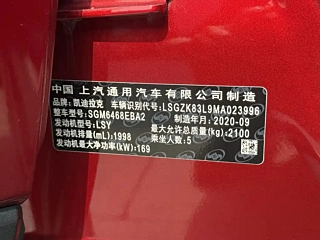 中国 上汽通用汽车有限公司制造
品牌: 凯迪拉克 车辆识别代号: LSGZK83L9MA023996
整车型号: SGM6468EBA2 制造年月: 2020-09
发动机型号: LSY 最大允许总质量(kg): 2100
发动机排量(mL): 1998 乘坐人数: 5
发动机最大净功率(kW): 169